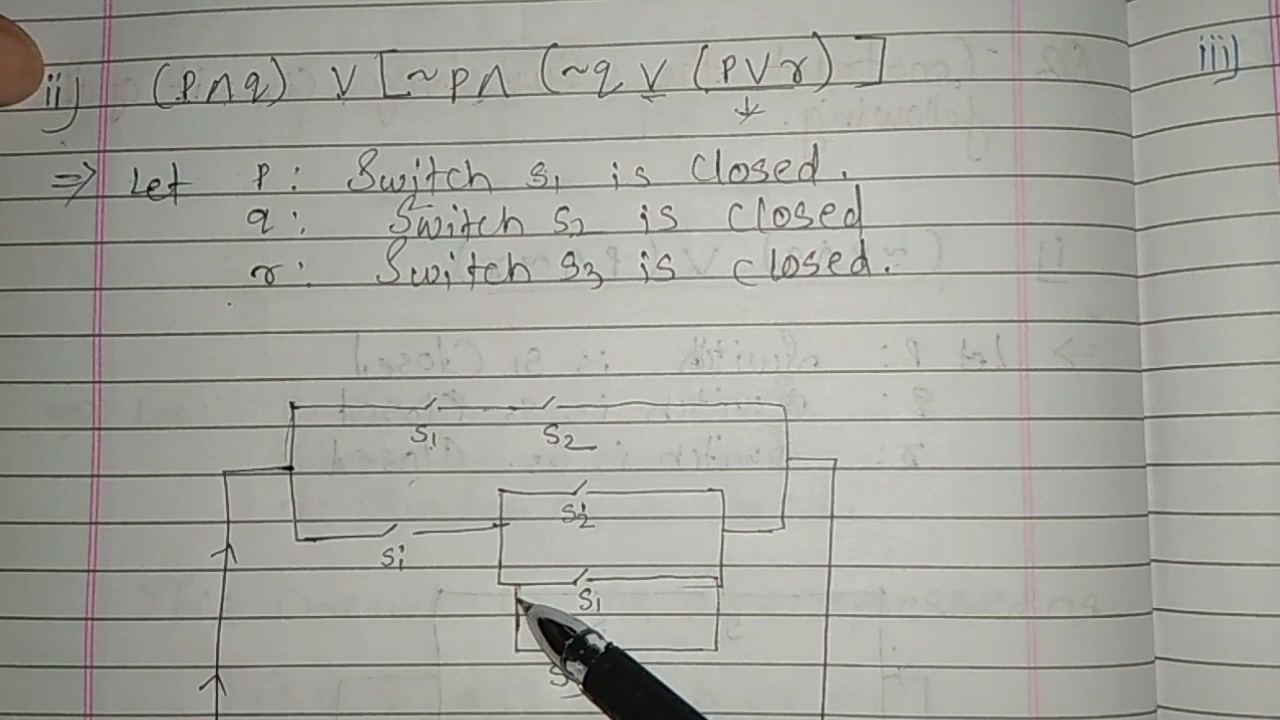 ii) (P∧q) ∨ [~p∧ (~q ∨ (p∨r) ]
iii)
⇒ Let P: Switch S₁ is closed.
q: Switch S₂ is closed
r: Switch S₃ is closed.
S₁ S₂
S₂'
S₁'
S₁